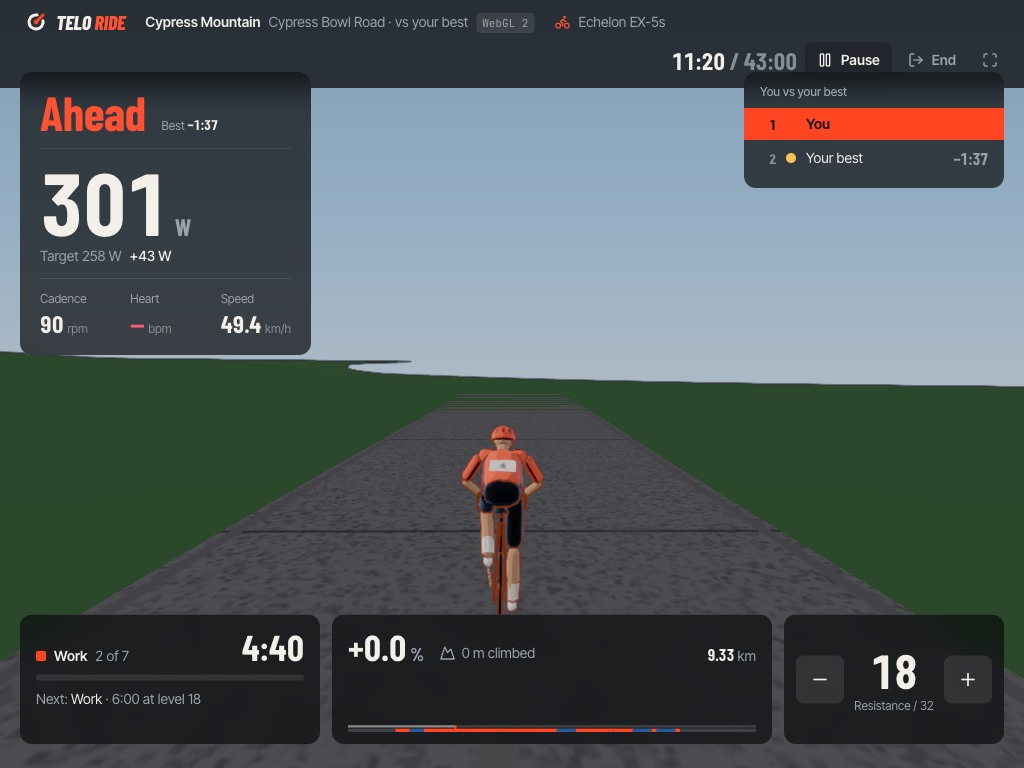 TELO RIDE Cypress Mountain Cypress Bowl Road · vs your best WebGL 2 Echelon EX-5s
11:20 / 43:00 Pause End
Ahead Best −1:37
301 W
Target 258 W +43 W
Cadence Heart Speed
90 rpm — bpm 49.4 km/h
You vs your best
1 You
2 Your best −1:37
4
Work 2 of 7 4:40
Next: Work · 6:00 at level 18
+0.0 % 0 m climbed 9.33 km
− 18 +
Resistance / 32